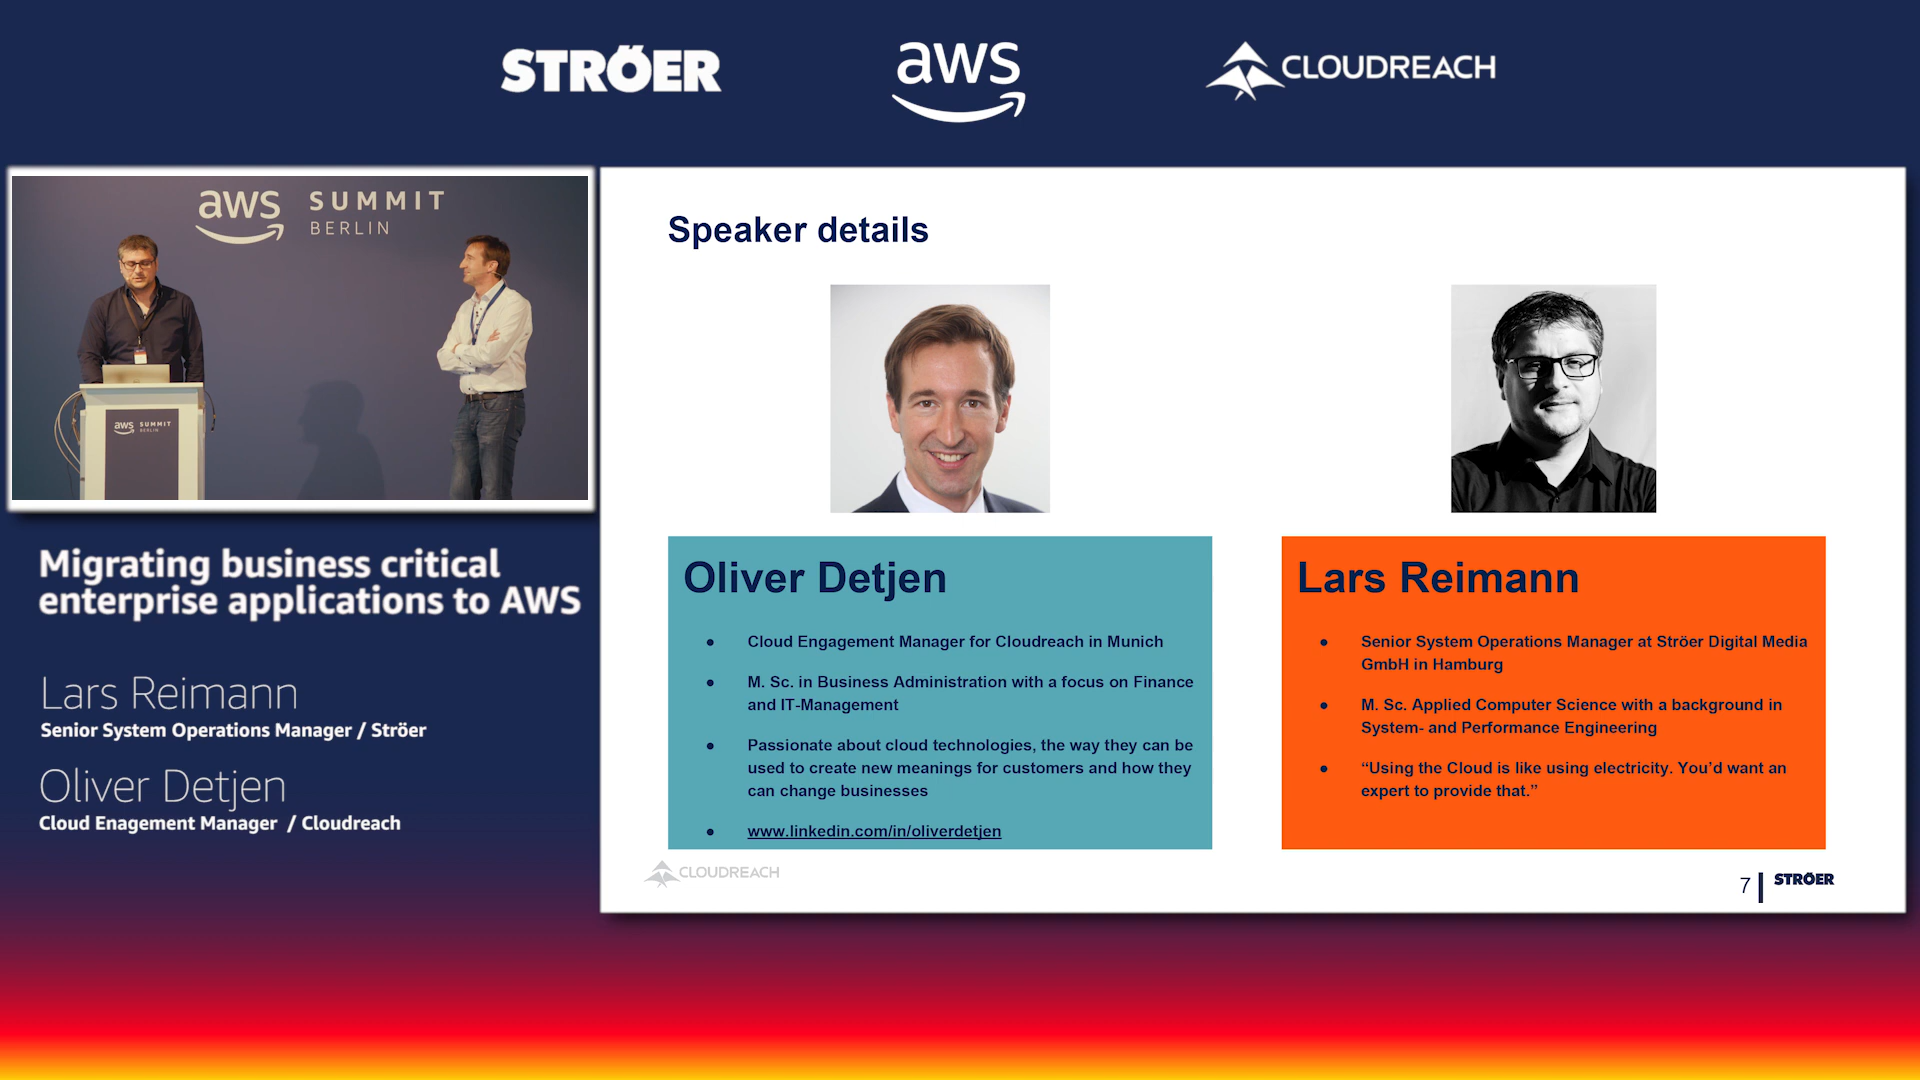 STRÖER
aws
CLOUDREACH
aws SUMMIT
BERLIN
aws SUMMIT
BERLIN
Migrating business critical
enterprise applications to AWS
Lars Reimann
Senior System Operations Manager / Ströer
Oliver Detjen
Cloud Enagement Manager / Cloudreach
Speaker details
Oliver Detjen
● Cloud Engagement Manager for Cloudreach in Munich
● M. Sc. in Business Administration with a focus on Finance
and IT-Management
● Passionate about cloud technologies, the way they can be
used to create new meanings for customers and how they
can change businesses
● www.linkedin.com/in/oliverdetjen
Lars Reimann
● Senior System Operations Manager at Ströer Digital Media
GmbH in Hamburg
● M. Sc. Applied Computer Science with a background in
System- and Performance Engineering
● “Using the Cloud is like using electricity. You’d want an
expert to provide that.”
CLOUDREACH
7 | STRÖER